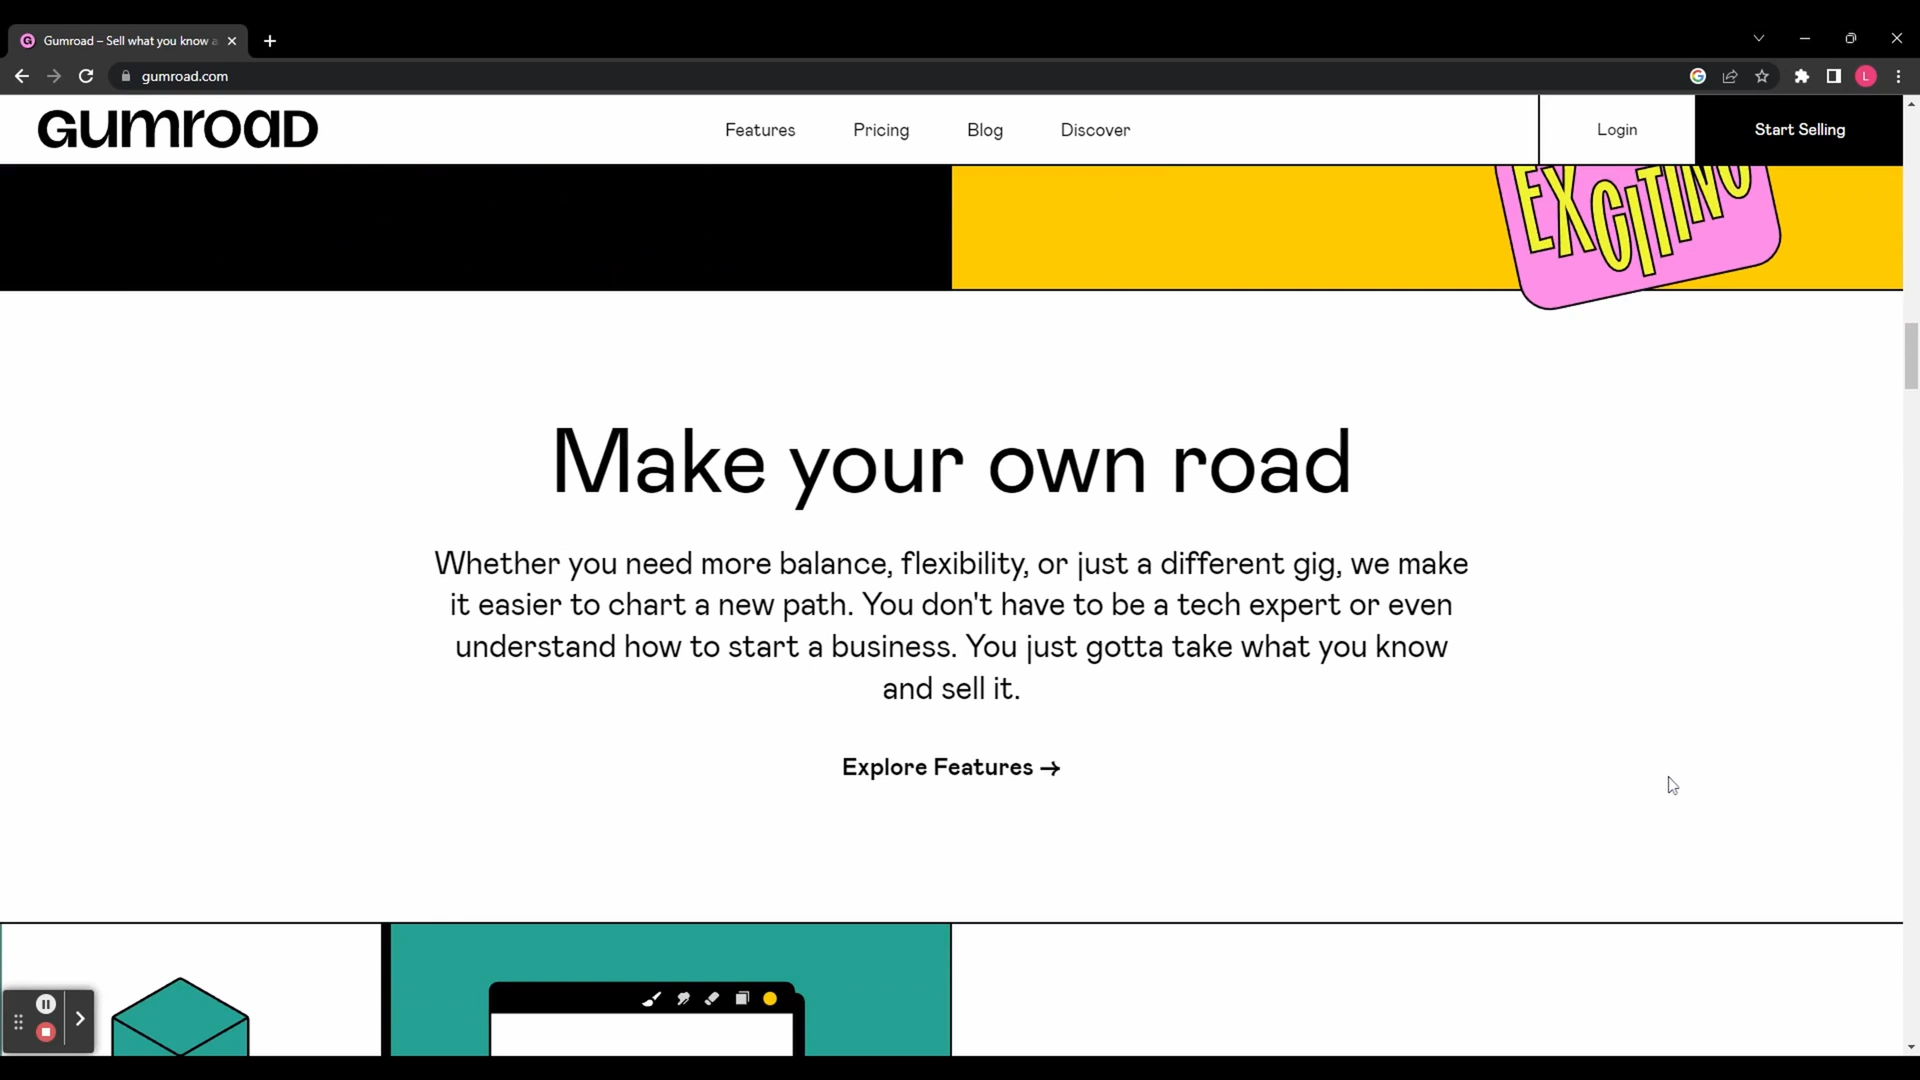 Gumroad – Sell what you know a
gumroad.com
L
GUMROAD
Features
Pricing
Blog
Discover
Login
Start Selling
EXCITING
Make your own road
Whether you need more balance, flexibility, or just a different gig, we make
it easier to chart a new path. You don't have to be a tech expert or even
understand how to start a business. You just gotta take what you know
and sell it.
Explore Features →